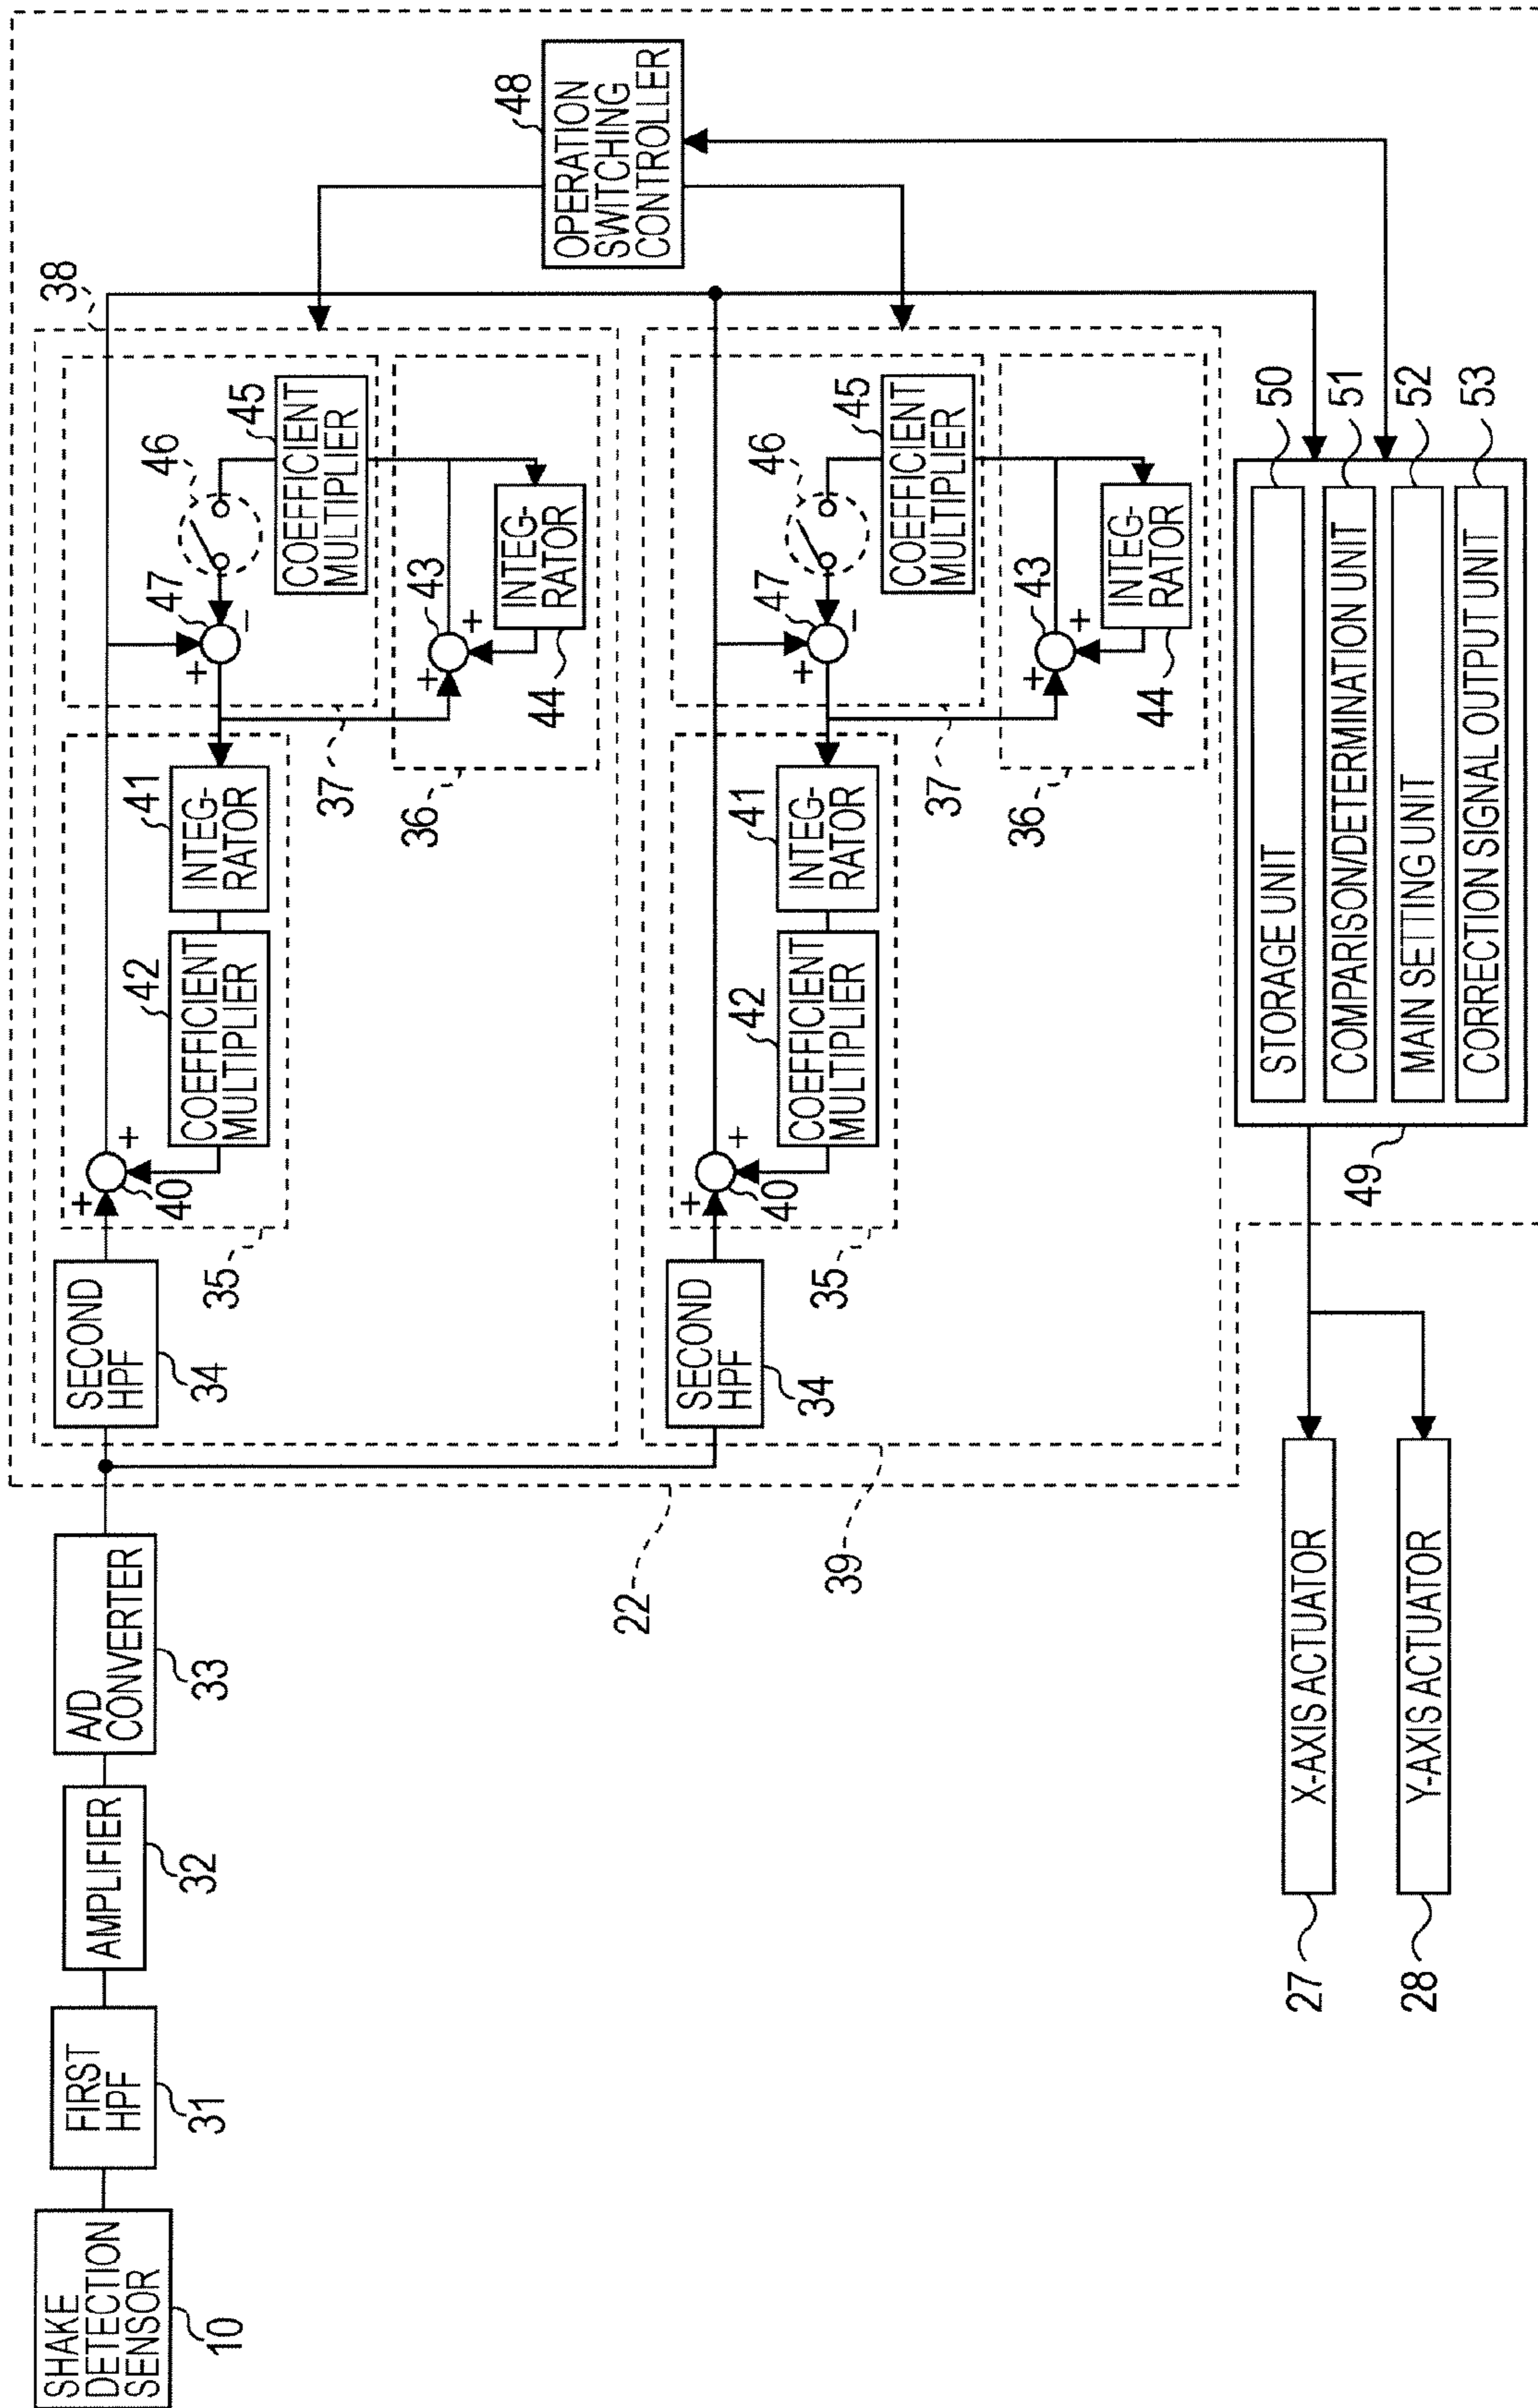 SHAKE
DETECTION
SENSOR
10
FIRST
HPF
31
AMPLIFIER
32
A/D
CONVERTER
33
22
38
SECOND
HPF
34
35
+
+
40
COEFFICIENT
MULTIPLIER
42
INTEG-
RATOR
41
37
+
−
47
46
COEFFICIENT
MULTIPLIER
45
36
+
+
43
INTEG-
RATOR
44
39
SECOND
HPF
34
35
+
+
40
COEFFICIENT
MULTIPLIER
42
INTEG-
RATOR
41
37
+
−
47
46
COEFFICIENT
MULTIPLIER
45
36
+
+
43
INTEG-
RATOR
44
OPERATION
SWITCHING
CONTROLLER
48
49
STORAGE UNIT
50
COMPARISON/DETERMINATION UNIT
51
MAIN SETTING UNIT
52
CORRECTION SIGNAL OUTPUT UNIT
53
27
X-AXIS ACTUATOR
28
Y-AXIS ACTUATOR